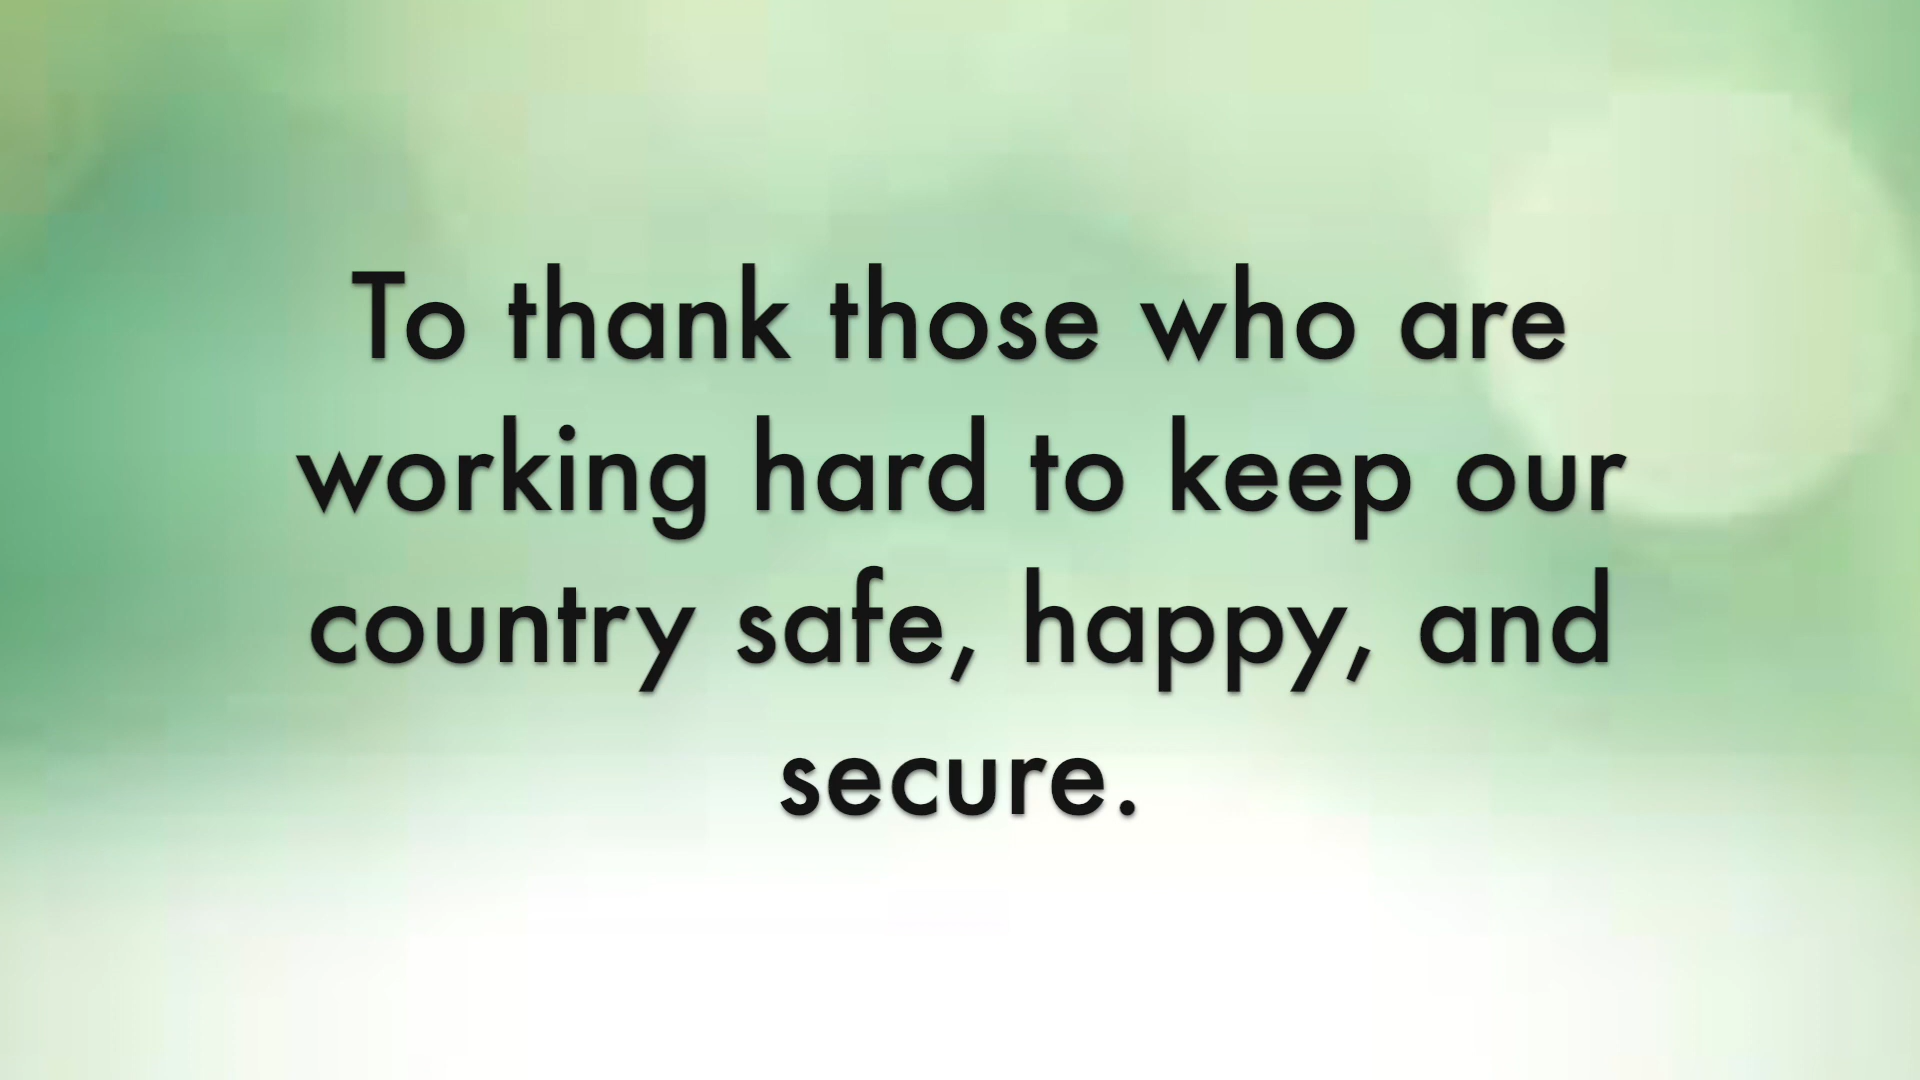 To thank those who are
working hard to keep our
country safe, happy, and
secure.